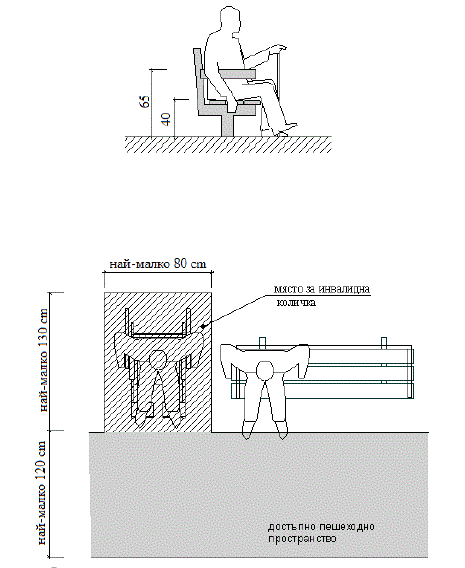 65
40
най-малко 80 cm
място за инвалидна
количка
най-малко 130 cm
най-малко 120 cm
достъпно пешеходно
пространство